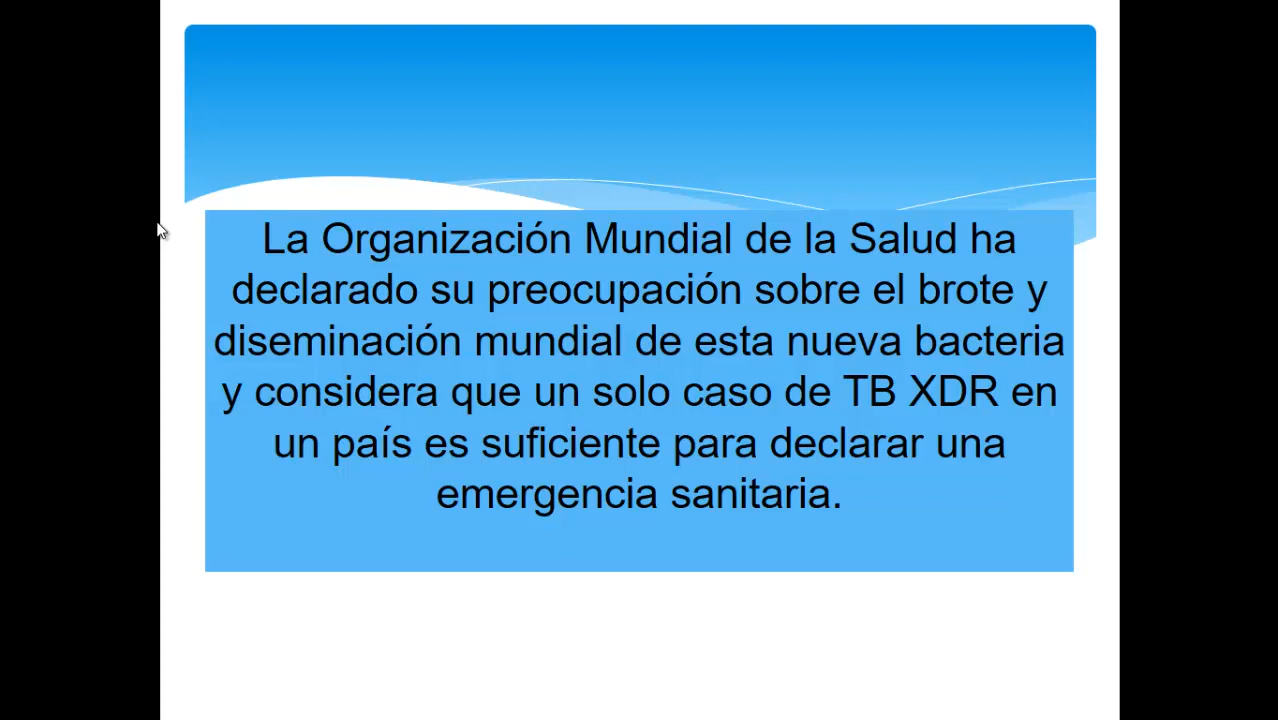 La Organización Mundial de la Salud ha
declarado su preocupación sobre el brote y
diseminación mundial de esta nueva bacteria
y considera que un solo caso de TB XDR en
un país es suficiente para declarar una
emergencia sanitaria.